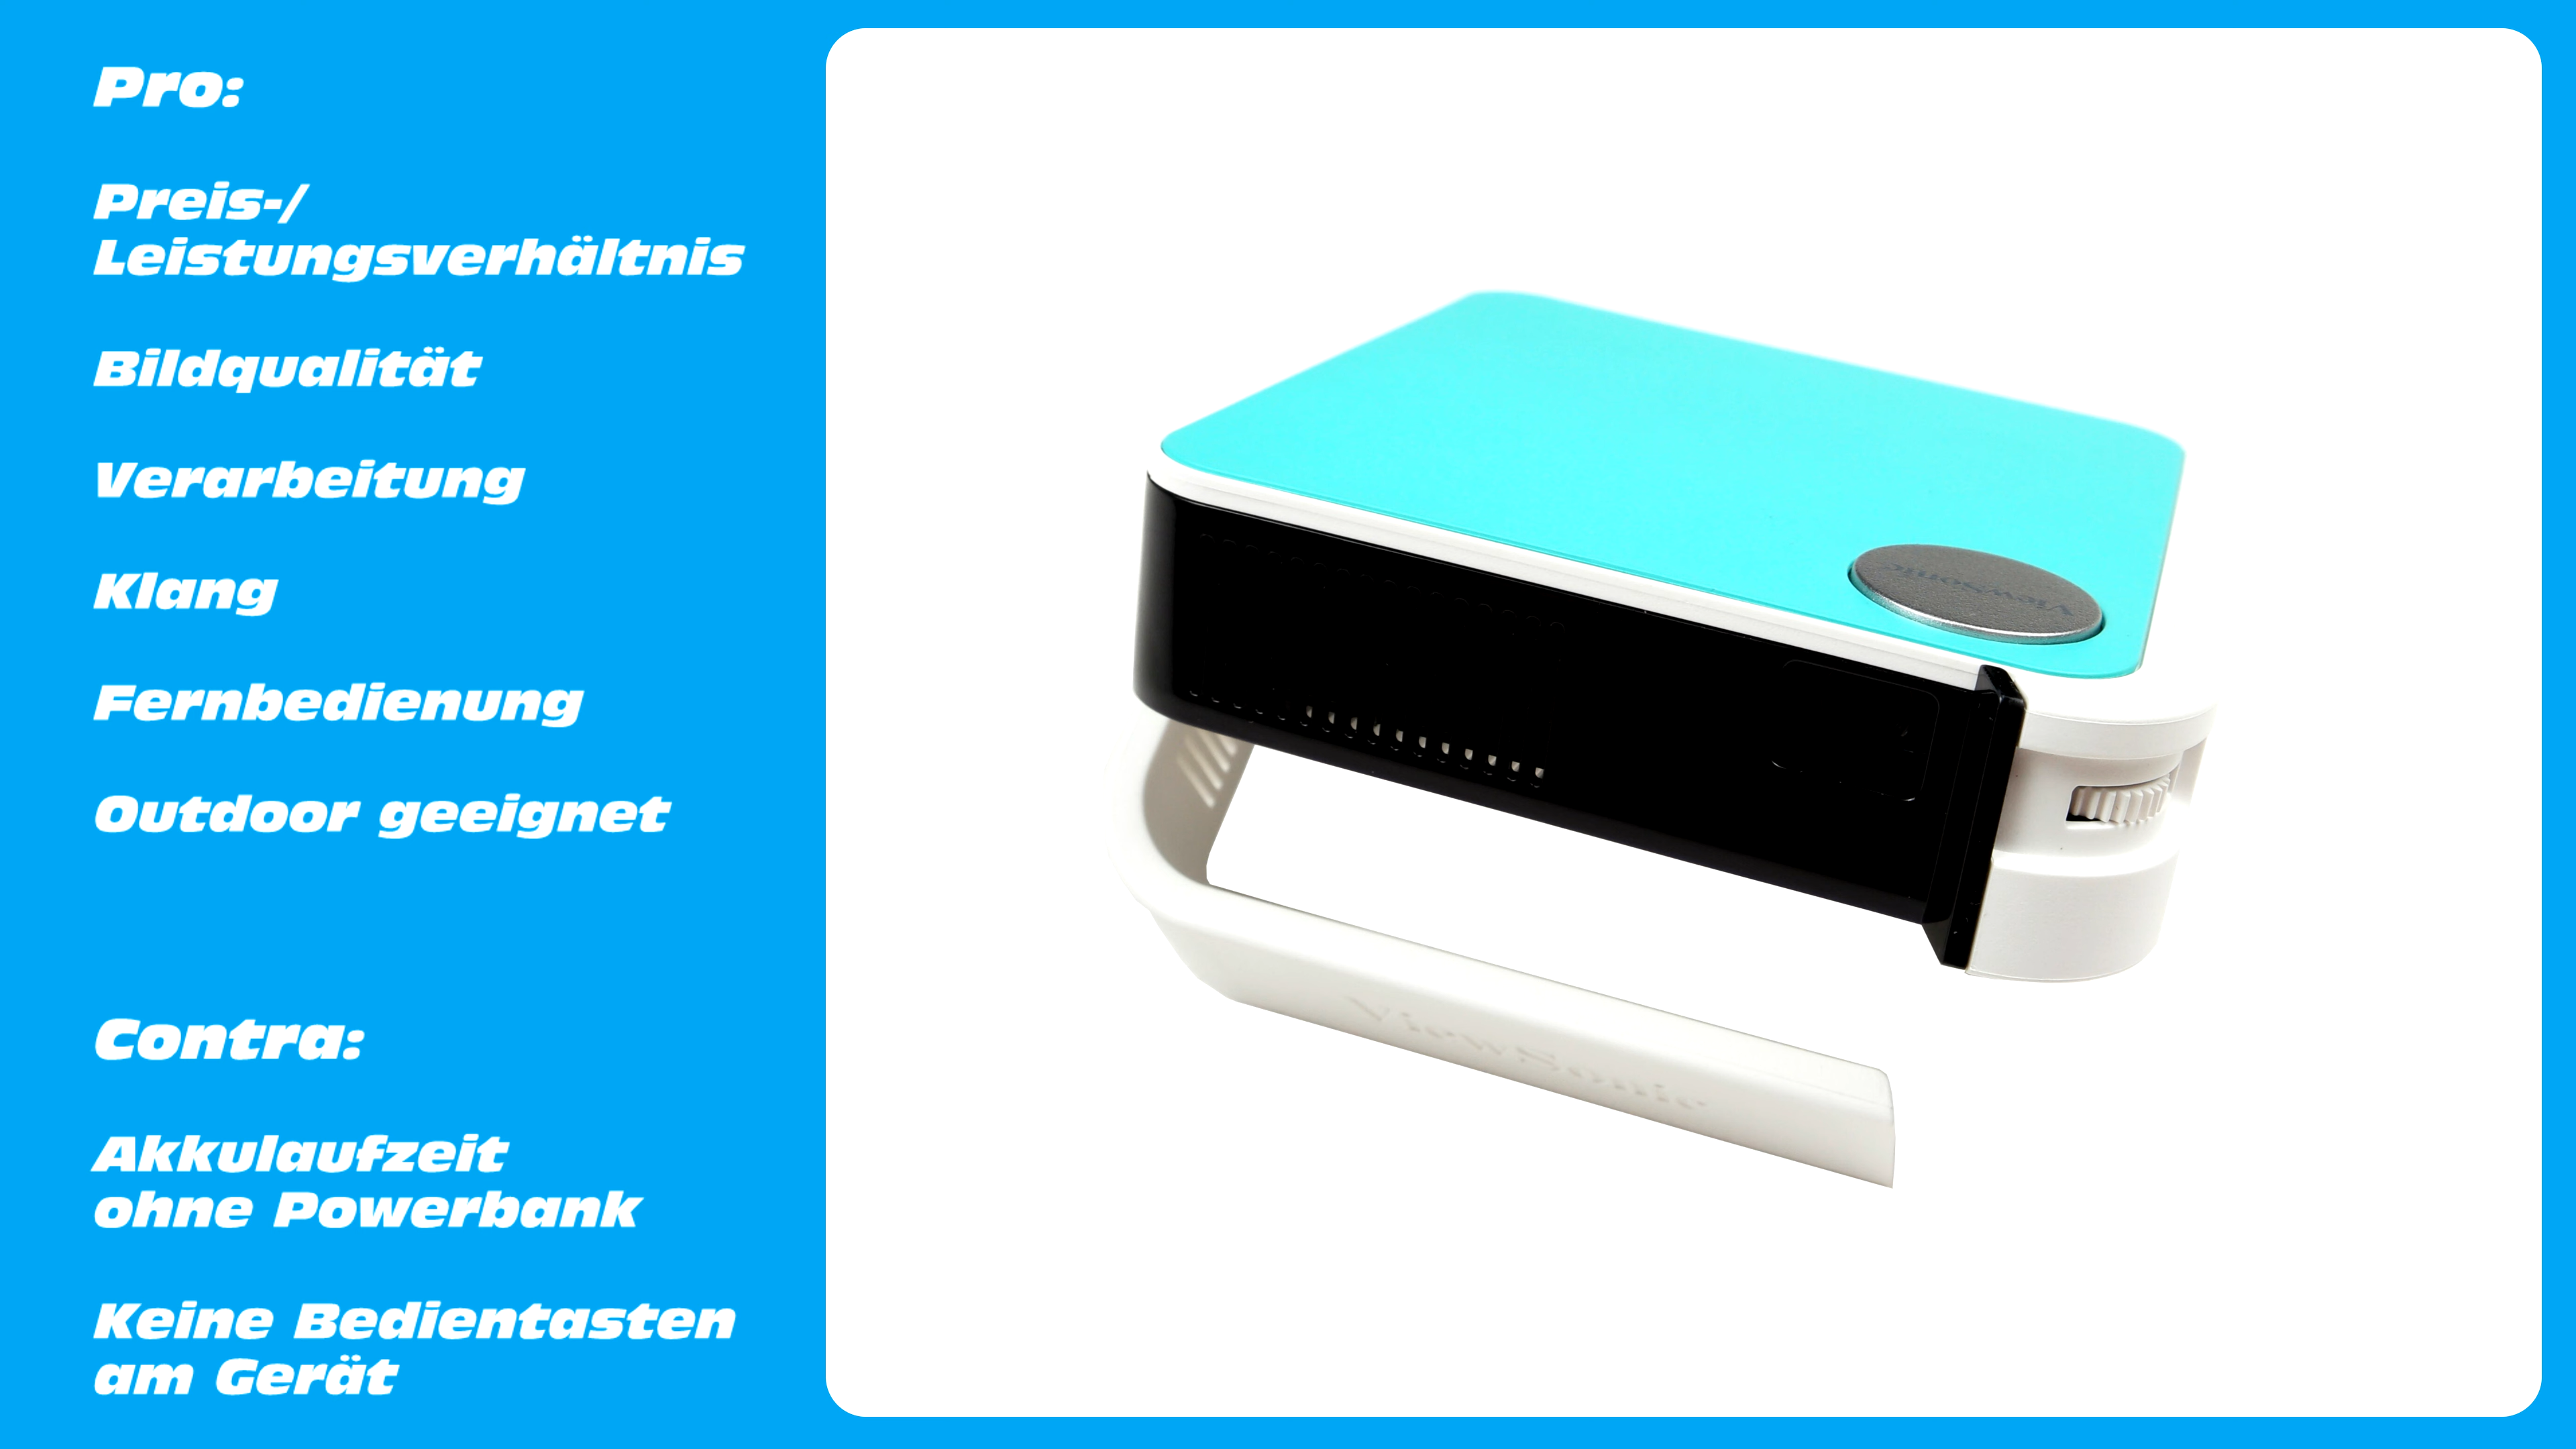 Pro:
Preis-/
Leistungsverhältnis
Bildqualität
Verarbeitung
Klang
Fernbedienung
Outdoor geeignet
Contra:
Akkulaufzeit
ohne Powerbank
Keine Bedientasten
am Gerät
ViewSonic
ViewSonic